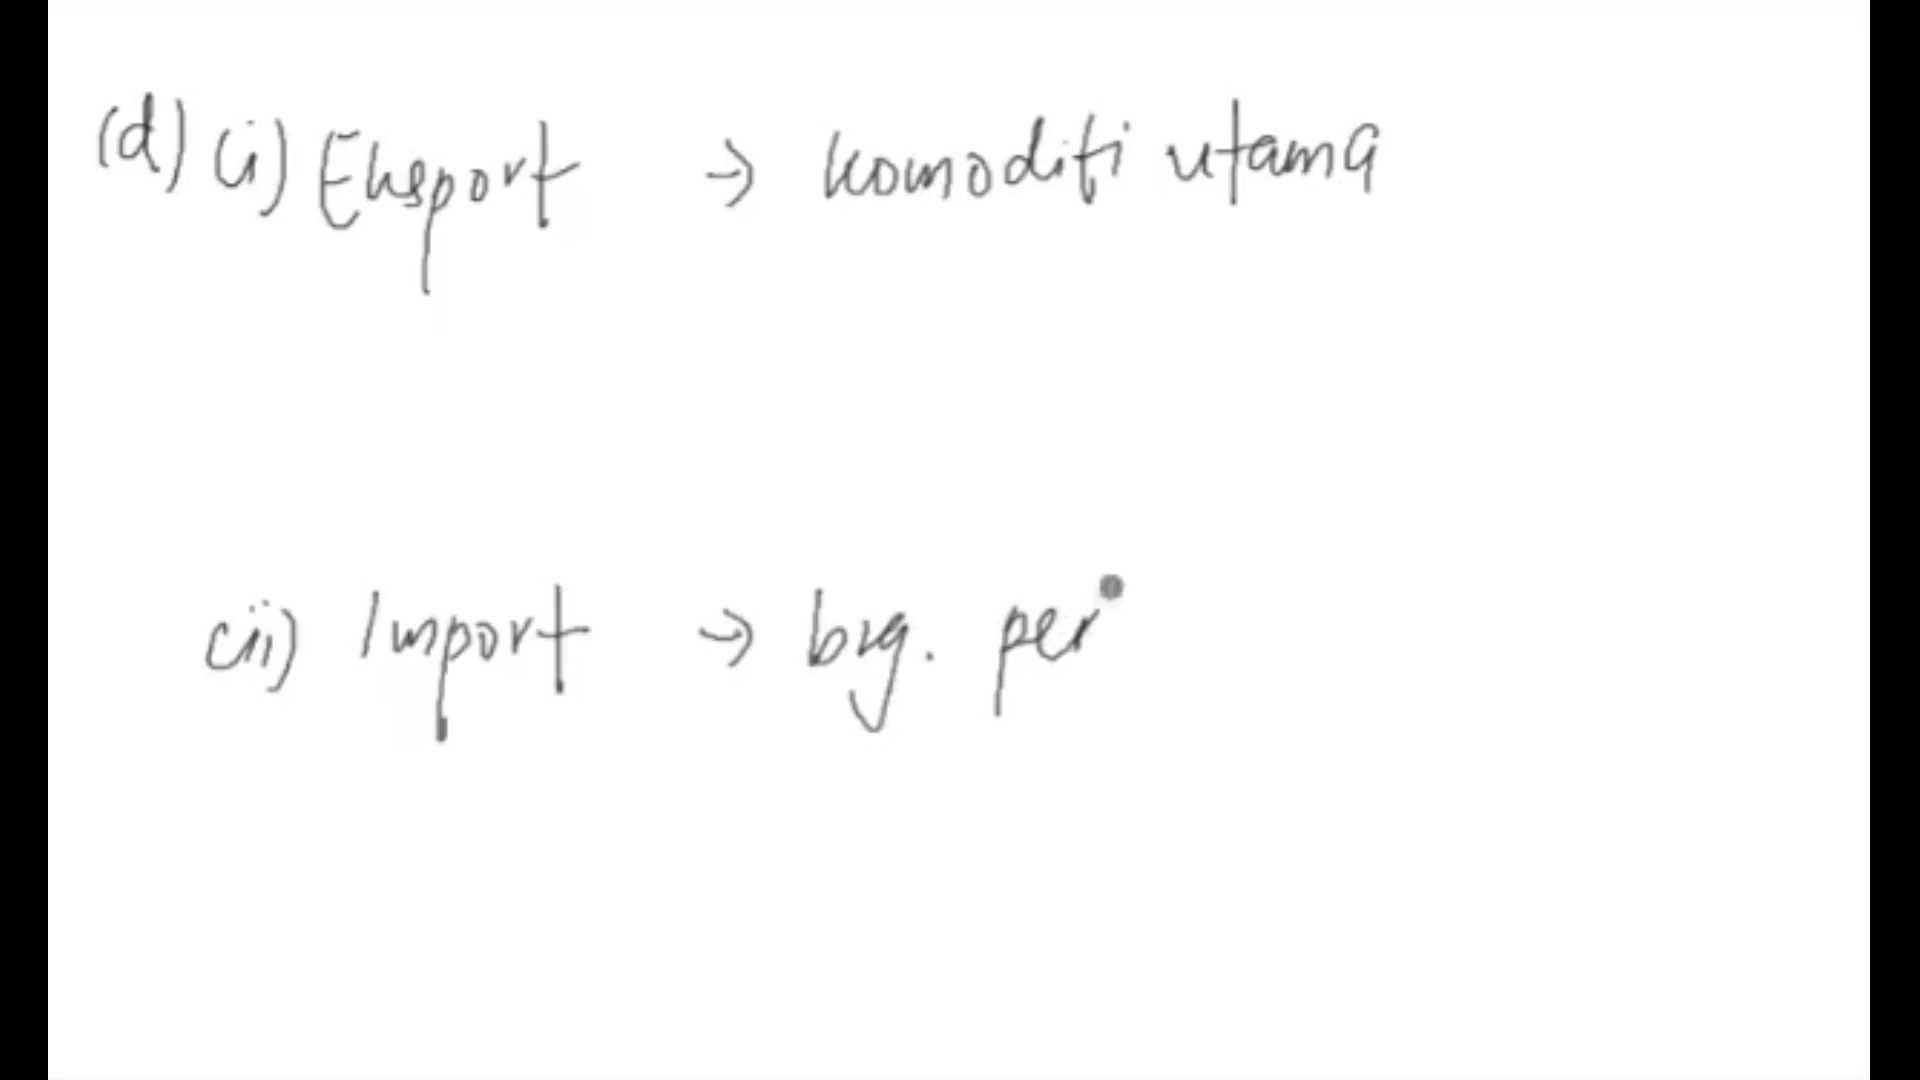 (d) (i) Eksport → komoditi utama
(ii) Import → brg. per